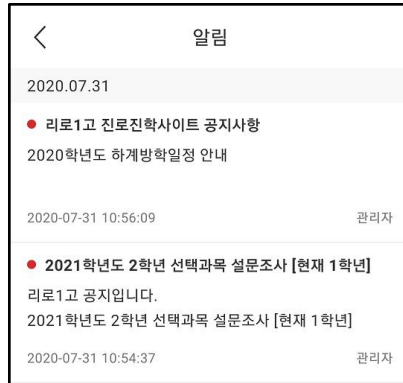 알림
2020.07.31
리로1고 진로진학사이트 공지사항
2020학년도 하계방학일정 안내
2020-07-31 10:56:09 관리자
2021학년도 2학년 선택과목 설문조사 [현재 1학년]
리로1고 공지입니다.
2021학년도 2학년 선택과목 설문조사 [현재 1학년]
2020-07-31 10:54:37 관리자